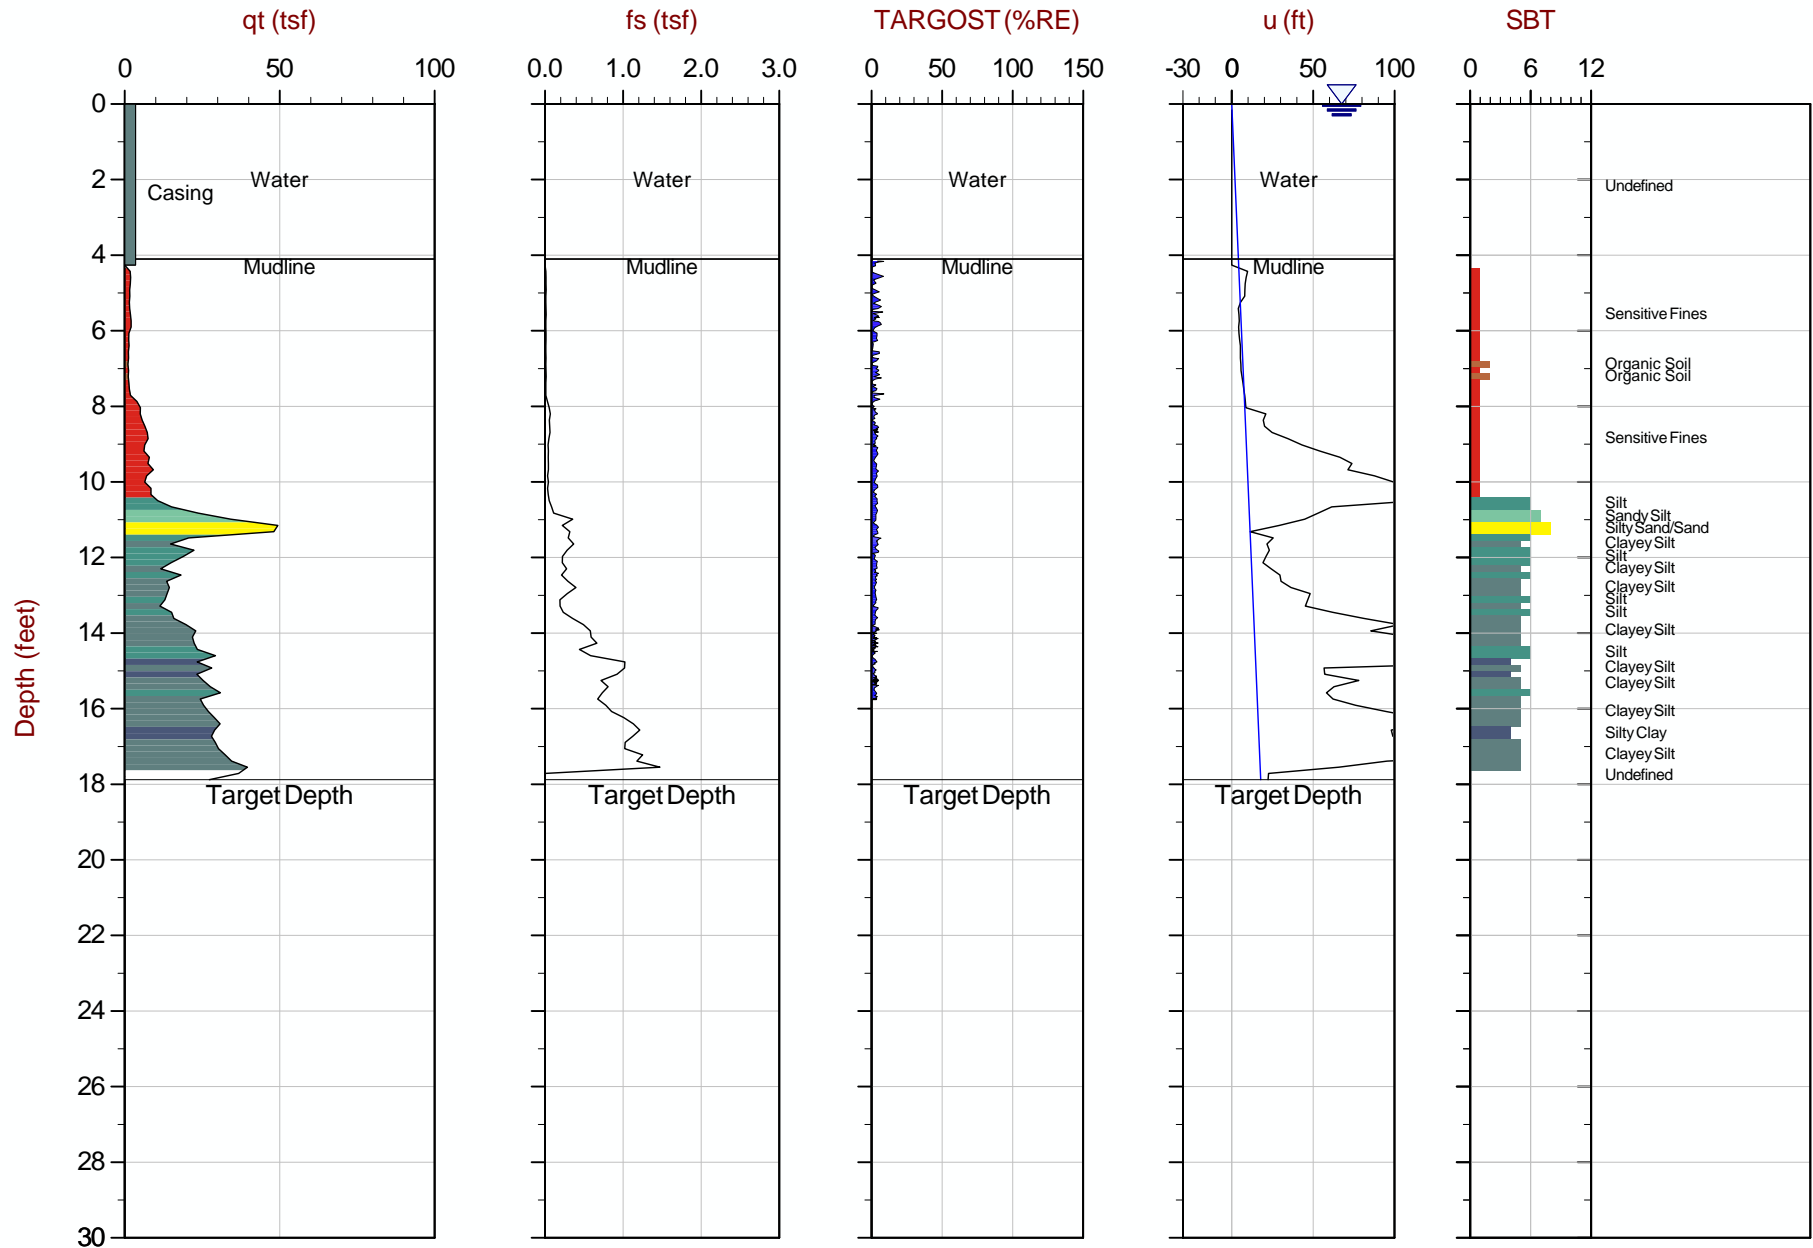 qt (tsf) fs (tsf) TARGOST (%RE) u (ft) SBT
0 50 100 0.0 1.0 2.0 3.0 0 50 100 150 -30 0 50 100 0 6 12
0
2
4
6
8
10
12
14
16
18
20
22
24
26
28
30
Depth (feet)
Casing
Water Water Water Water
Mudline Mudline Mudline Mudline
Target Depth Target Depth Target Depth Target Depth
Undefined
Sensitive Fines
Organic Soil
Organic Soil
Sensitive Fines
Silt
Sandy Silt
Silty Sand/Sand
Clayey Silt
Silt
Clayey Silt
Clayey Silt
Silt
Silt
Clayey Silt
Silt
Clayey Silt
Clayey Silt
Clayey Silt
Silty Clay
Clayey Silt
Undefined